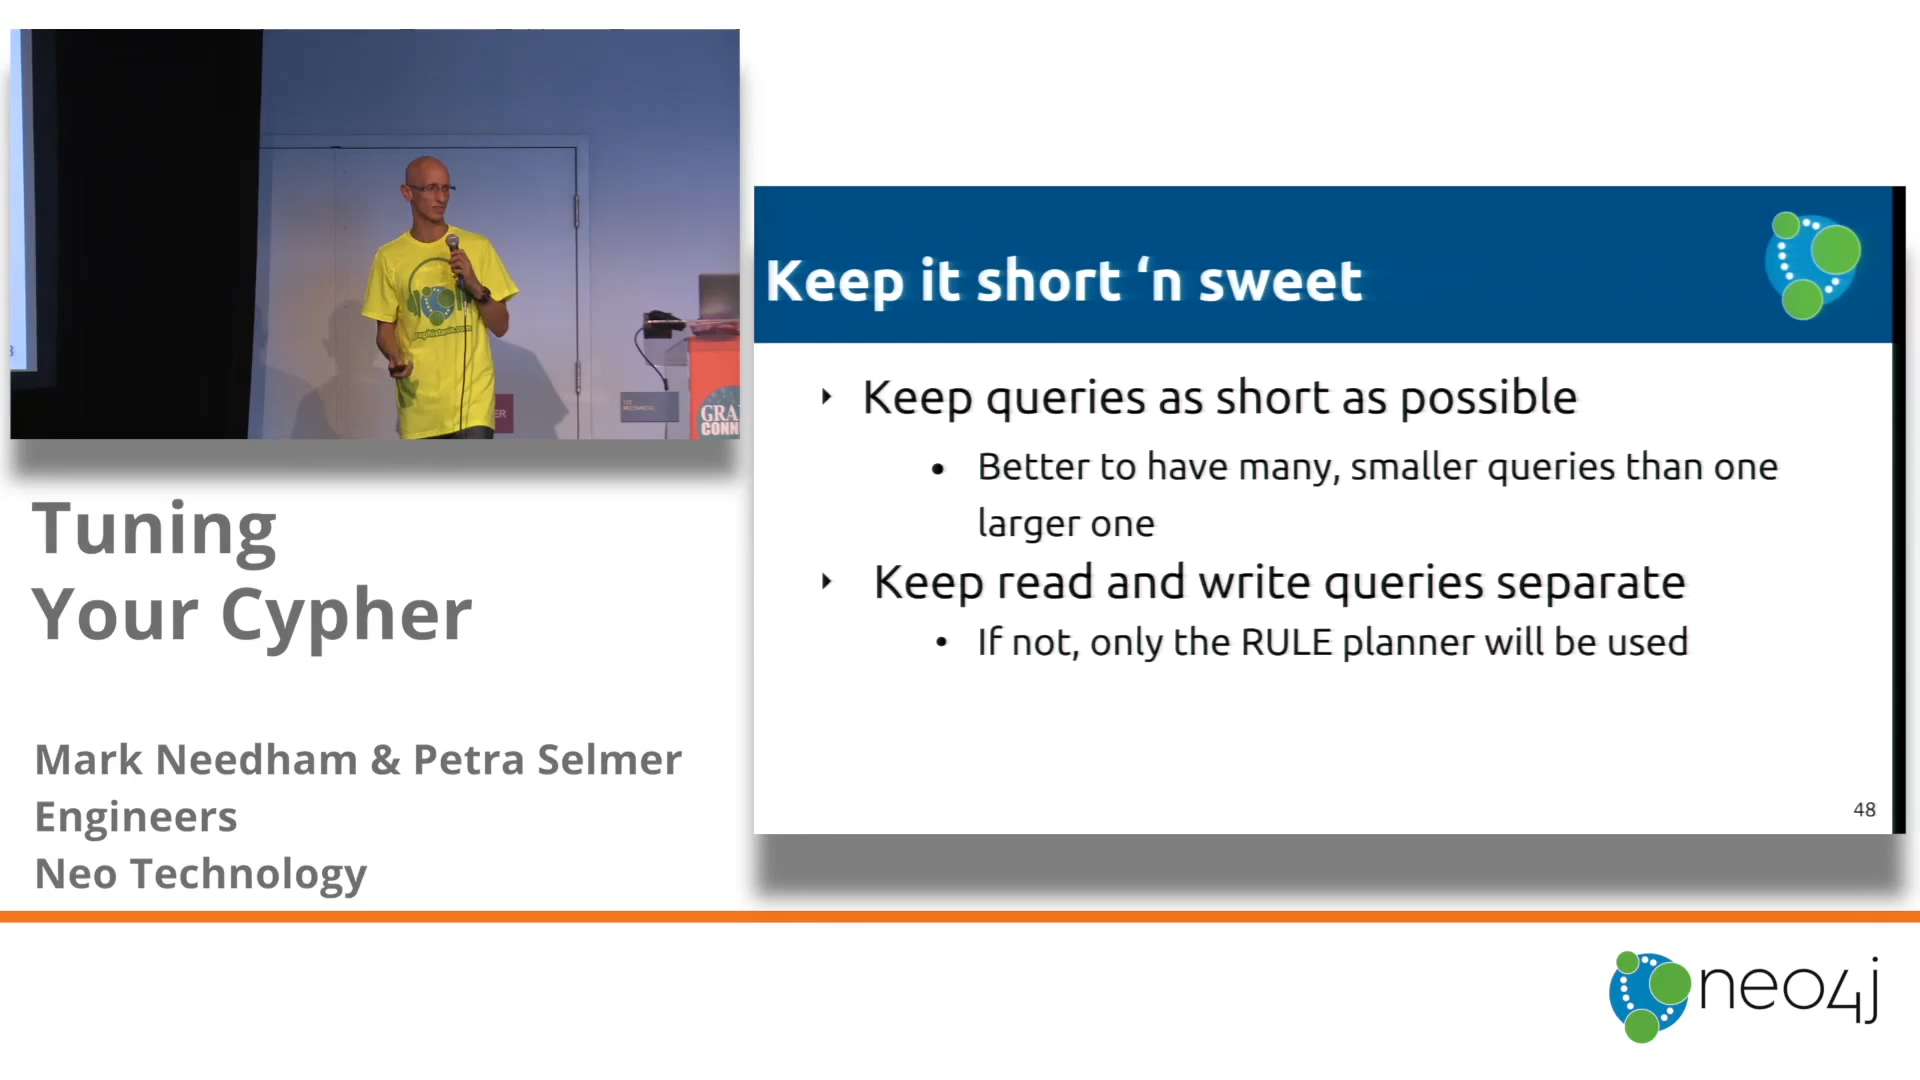 Tuning
Your Cypher
Mark Needham & Petra Selmer
Engineers
Neo Technology
Keep it short ‘n sweet
‣ Keep queries as short as possible
• Better to have many, smaller queries than one
larger one
‣ Keep read and write queries separate
• If not, only the RULE planner will be used
48
GRA
CONN
neo4j